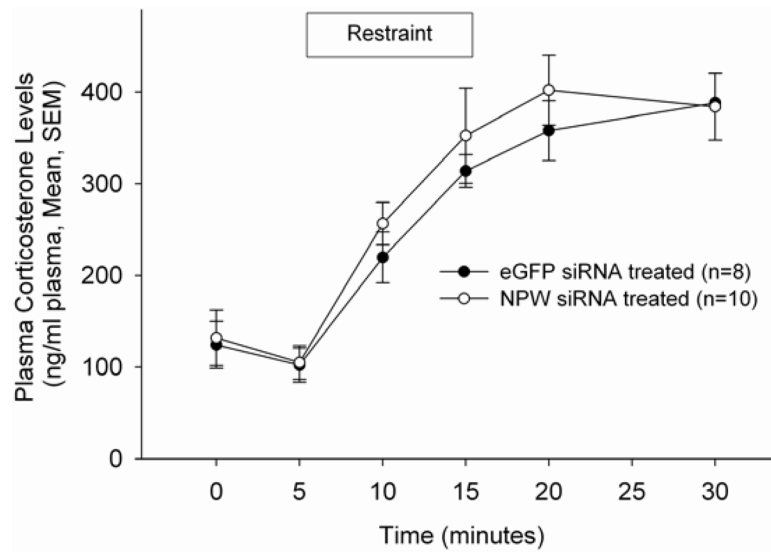 Restraint
Plasma Corticosterone Levels
(ng/ml plasma, Mean, SEM)
400
300
200
100
0
eGFP siRNA treated (n=8)
NPW siRNA treated (n=10)
0 5 10 15 20 25 30
Time (minutes)